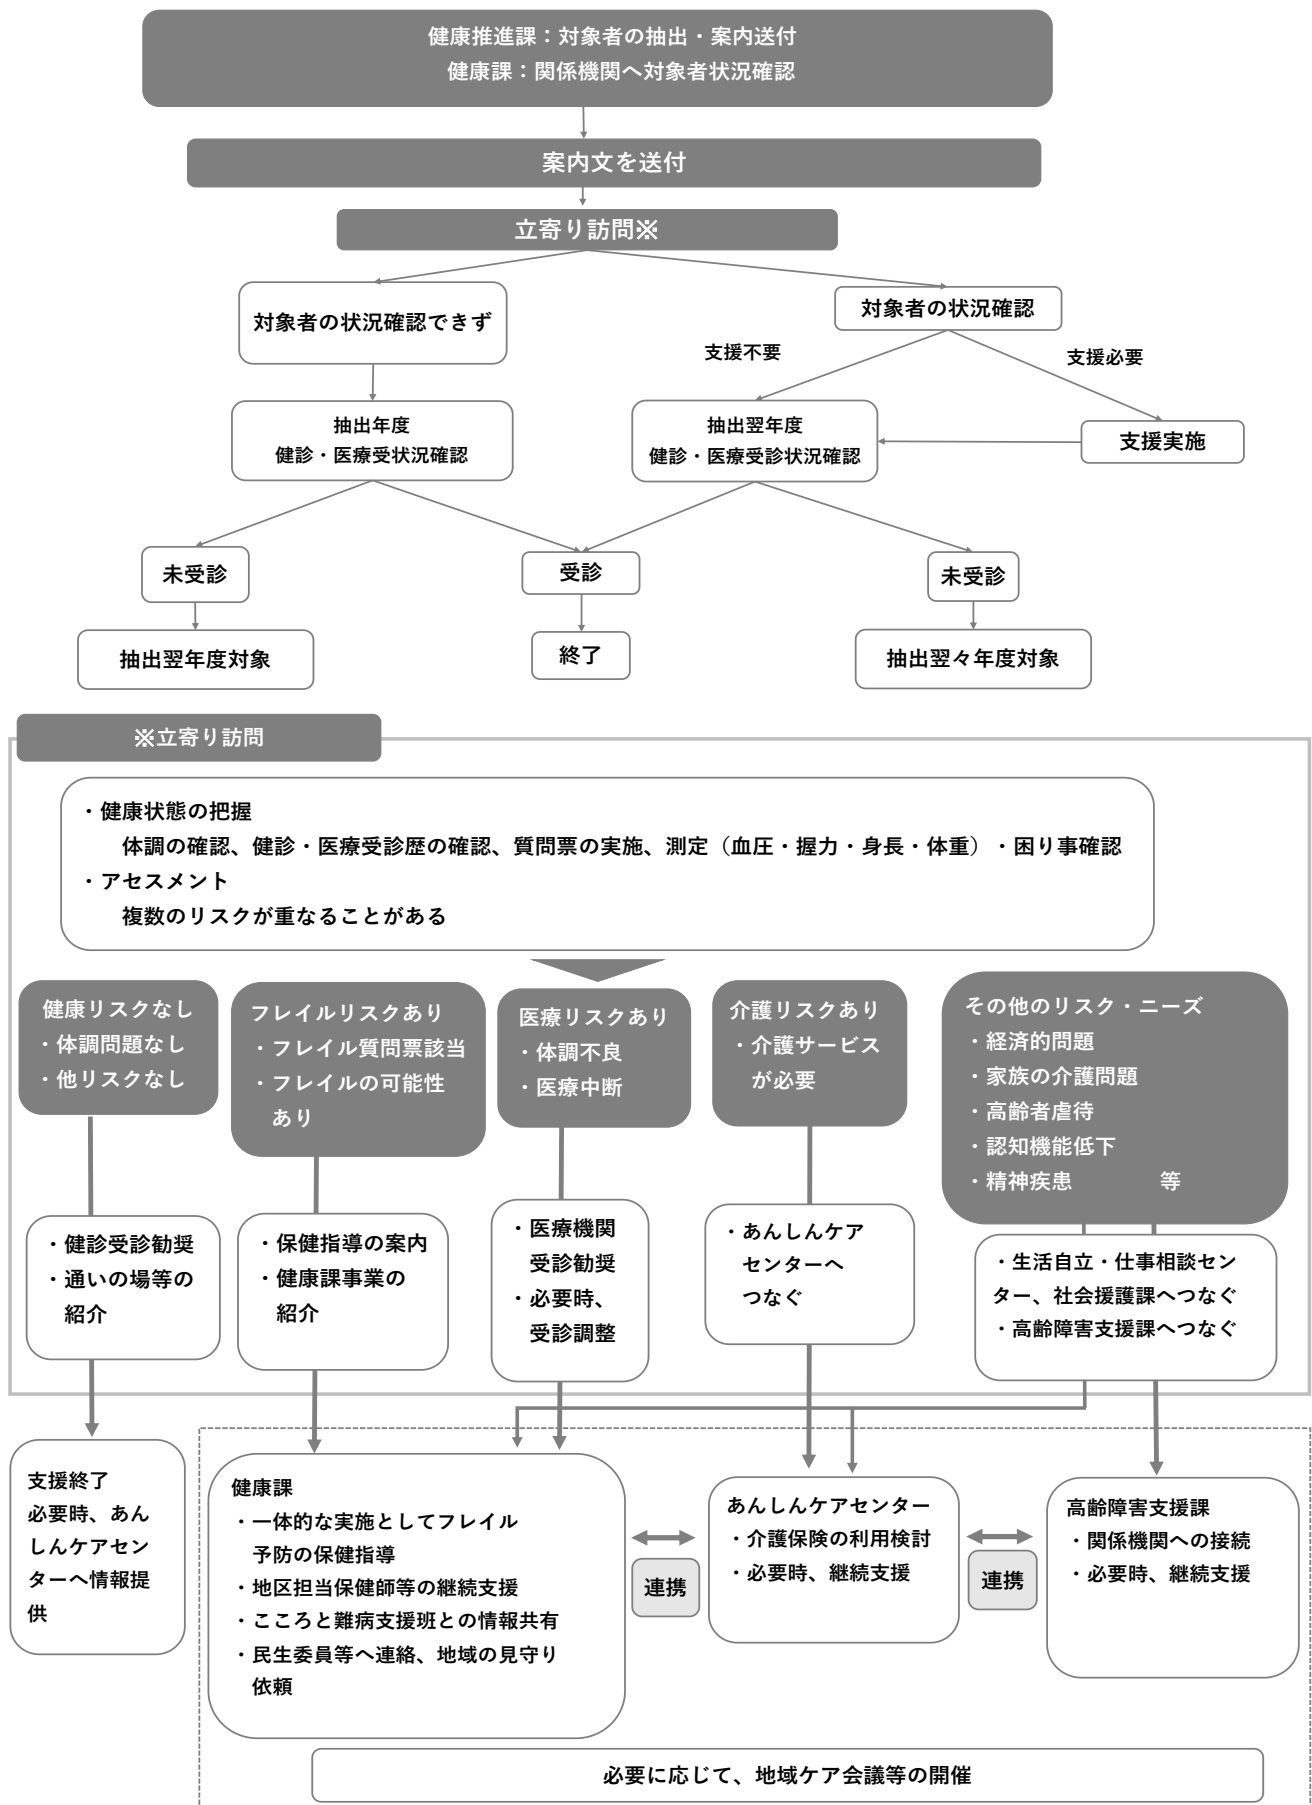 健康推進課：対象者の抽出・案内送付
健康課：関係機関へ対象者状況確認
案内文を送付
立寄り訪問※
対象者の状況確認できず
対象者の状況確認
支援不要
支援必要
抽出年度
健診・医療受状況確認
抽出翌年度
健診・医療受診状況確認
支援実施
未受診
受診
未受診
抽出翌年度対象
終了
抽出翌々年度対象
※立寄り訪問
・健康状態の把握
体調の確認、健診・医療受診歴の確認、質問票の実施、測定（血圧・握力・身長・体重）・困り事確認
・アセスメント
複数のリスクが重なることがある
健康リスクなし
・体調問題なし
・他リスクなし
フレイルリスクあり
・フレイル質問票該当
・フレイルの可能性
あり
医療リスクあり
・体調不良
・医療中断
介護リスクあり
・介護サービス
が必要
その他のリスク・ニーズ
・経済的問題
・家族の介護問題
・高齢者虐待
・認知機能低下
・精神疾患　　　　等
・健診受診勧奨
・通いの場等の
紹介
・保健指導の案内
・健康課事業の
紹介
・医療機関
受診勧奨
・必要時、
受診調整
・あんしんケア
センターへ
つなぐ
・生活自立・仕事相談セン
ター、社会援護課へつなぐ
・高齢障害支援課へつなぐ
支援終了
必要時、あん
しんケアセン
ターへ情報提
供
健康課
・一体的な実施としてフレイル
予防の保健指導
・地区担当保健師等の継続支援
・こころと難病支援班との情報共有
・民生委員等へ連絡、地域の見守り
依頼
連携
あんしんケアセンター
・介護保険の利用検討
・必要時、継続支援
連携
高齢障害支援課
・関係機関への接続
・必要時、継続支援
必要に応じて、地域ケア会議等の開催